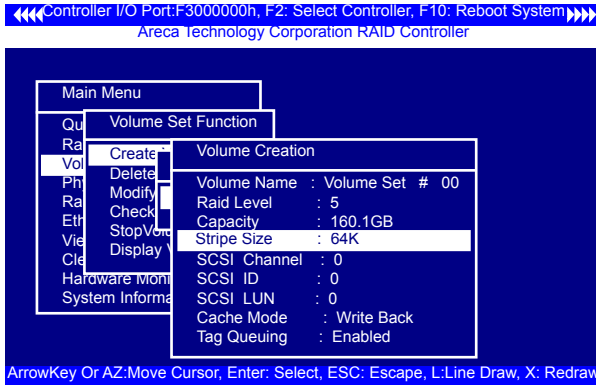 Controller I/O Port:F3000000h, F2: Select Controller, F10: Reboot System
Areca Technology Corporation RAID Controller
Main Menu
Volume Set Function
Volume Creation
Create
Delete
Modify
Check
Display
Hardware Moni
System Informa
Volume Name : Volume Set # 00
Raid Level : 5
Capacity : 160.1GB
Stripe Size : 64K
SCSI Channel : 0
SCSI ID : 0
SCSI LUN : 0
Cache Mode : Write Back
Tag Queuing : Enabled
ArrowKey Or AZ:Move Cursor, Enter: Select, ESC: Escape, L:Line Draw, X: Redraw